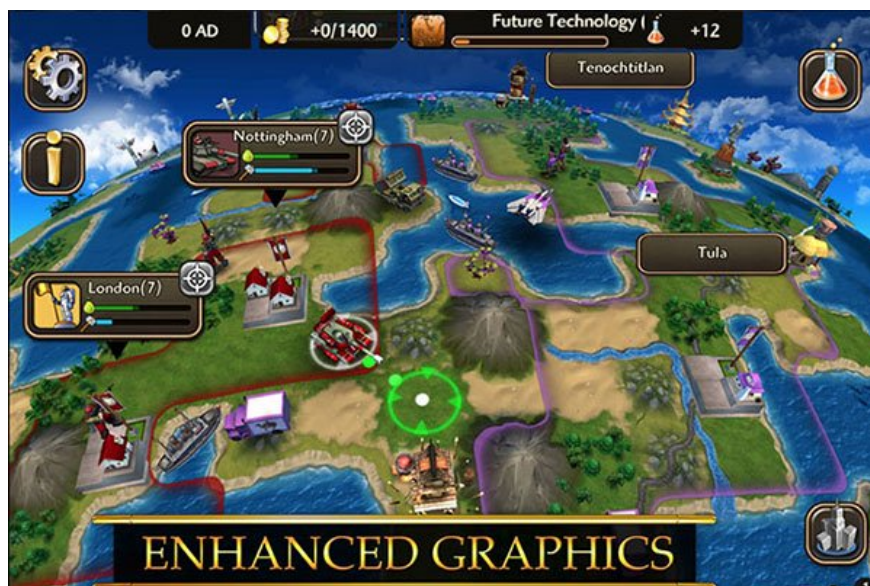 0 AD
+0/1400
Future Technology (
+12
Tenochtitlan
Nottingham(7)
Tula
London(7)
ENHANCED GRAPHICS